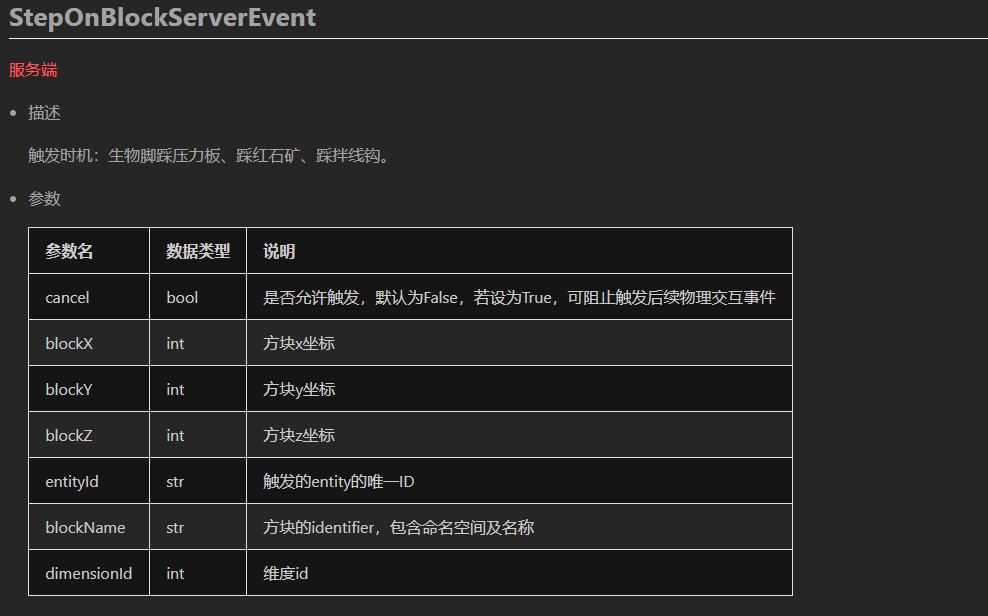 StepOnBlockServerEvent
服务端
描述
触发时机：生物脚踩压力板、踩红石矿、踩拌线钩。
参数
参数名 数据类型 说明
cancel bool 是否允许触发，默认为False，若设为True，可阻止触发后续物理交互事件
blockX int 方块x坐标
blockY int 方块y坐标
blockZ int 方块z坐标
entityId str 触发的entity的唯一ID
blockName str 方块的identifier，包含命名空间及名称
dimensionId int 维度id